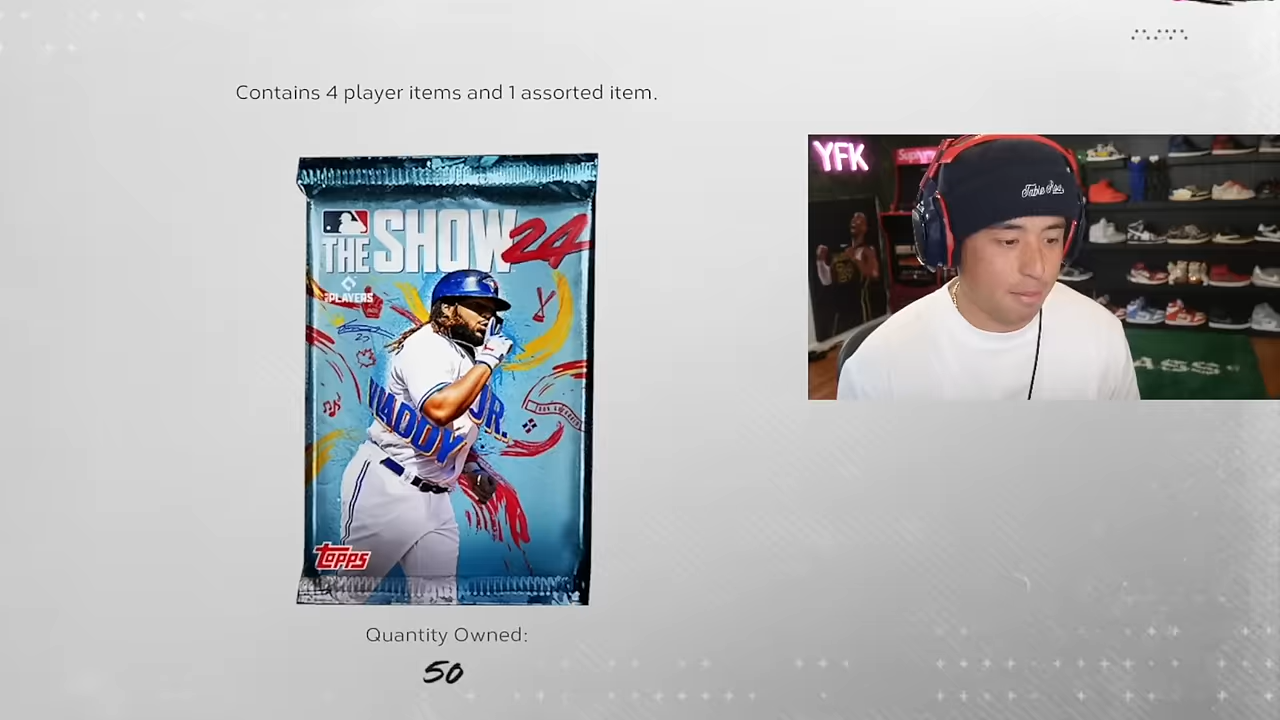 Contains 4 player items and 1 assorted item.
THE SHOW 24
PLAYERS
VLADDY JR.
Topps
Quantity Owned:
50
YFK
Supreme